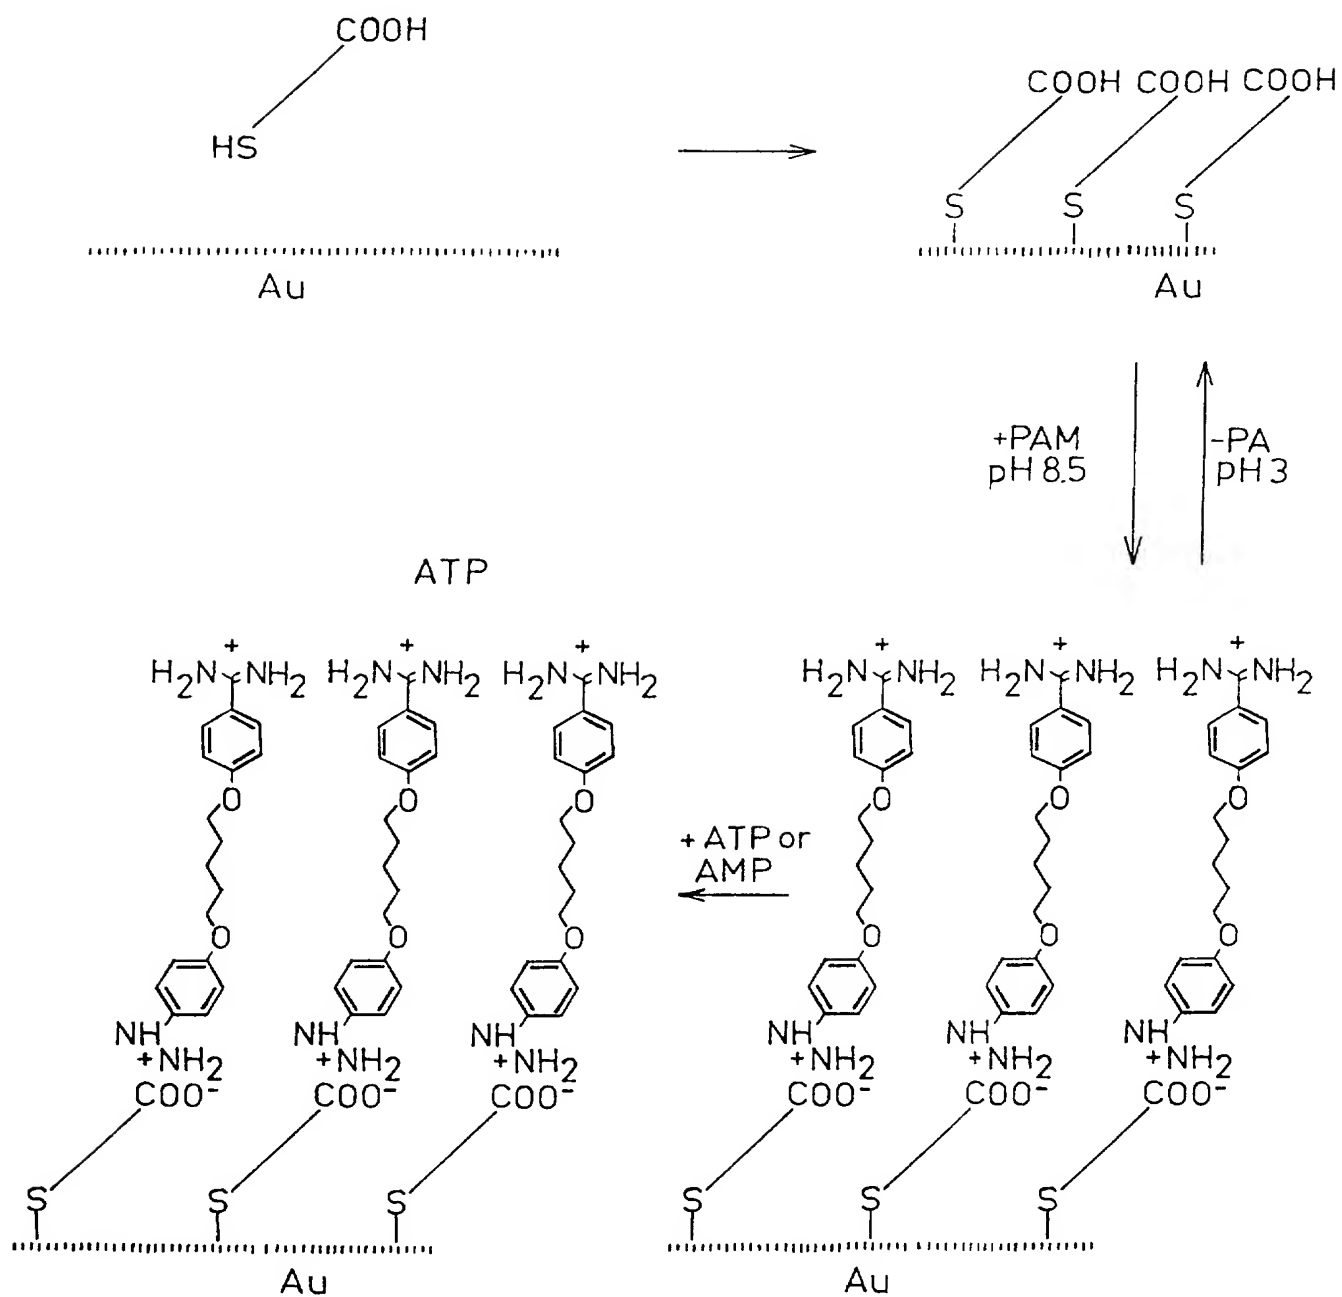 COOH
HS
Au
COOH COOH COOH
S S S
Au
+PAM
pH 8.5
-PA
pH 3
ATP
+ + +
H2N NH2 H2N NH2 H2N NH2
O O O
O O O
NH NH NH
+NH2 +NH2 +NH2
COO- COO- COO-
S S S
Au
+ ATP or
AMP
+ + +
H2N NH2 H2N NH2 H2N NH2
O O O
O O O
NH NH NH
+NH2 +NH2 +NH2
COO- COO- COO-
S S S
Au